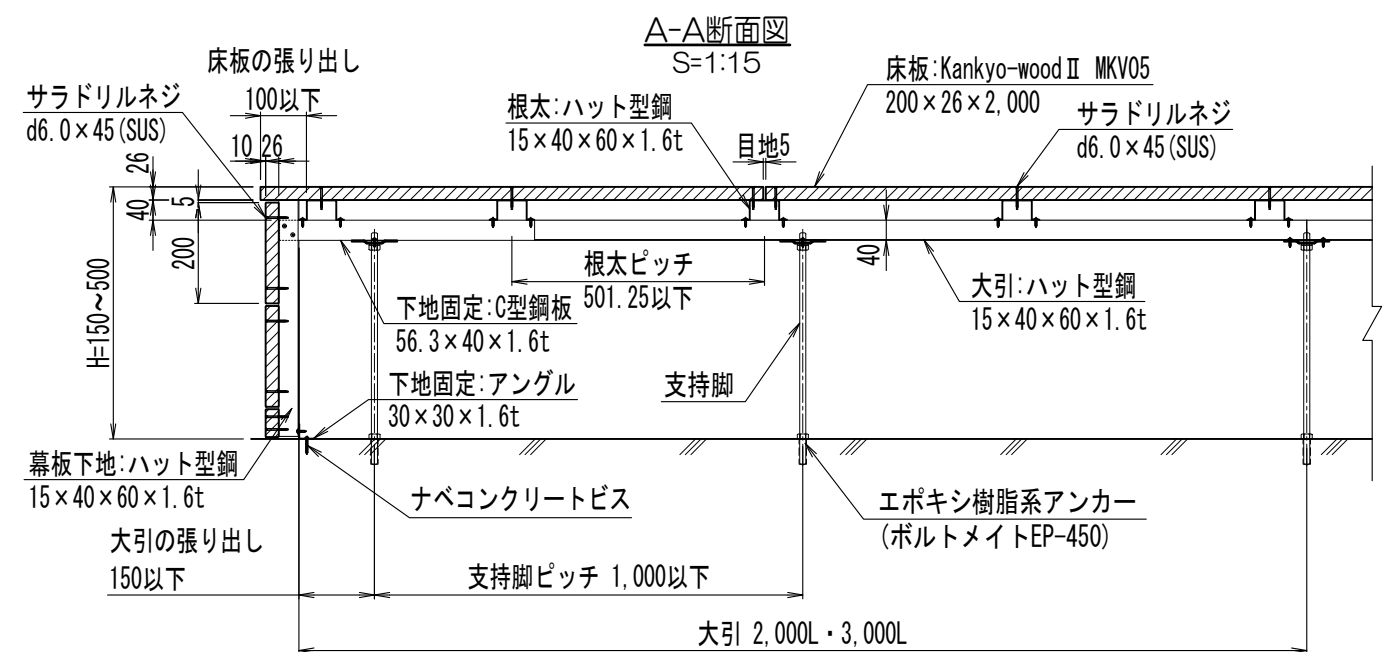 A-A断面図
S=1:15
床板の張り出し
100以下
サラドリルネジ
d6.0×45(SUS)
根太:ハット型鋼
15×40×60×1.6t
目地5
床板:Kankyo-woodⅡ MKV05
200×26×2,000
サラドリルネジ
d6.0×45(SUS)
10
26
26
40
5
200
H=150~500
40
根太ピッチ
501.25以下
下地固定:C型鋼板
56.3×40×1.6t
大引:ハット型鋼
15×40×60×1.6t
下地固定:アングル
30×30×1.6t
支持脚
幕板下地:ハット型鋼
15×40×60×1.6t
ナベコンクリートビス
エポキシ樹脂系アンカー
(ボルトメイトEP-450)
大引の張り出し
150以下
支持脚ピッチ 1,000以下
大引 2,000L・3,000L